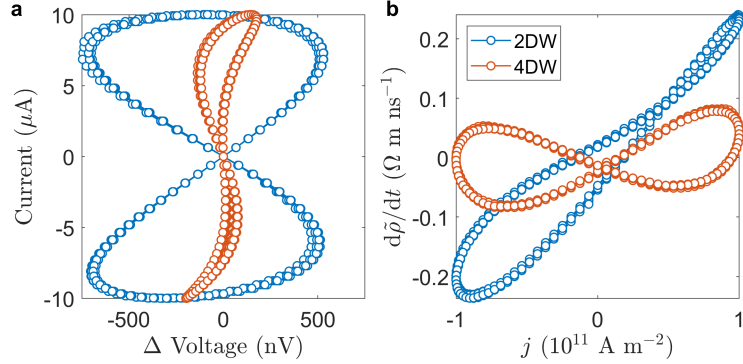 a
Current (μA)
10
5
0
-5
-10
-500
0
500
Δ Voltage (nV)
b
dρ̃/dt (Ω m ns⁻¹)
0.2
0.1
0
-0.1
-0.2
-1
0
1
j (10¹¹ A m⁻²)
2DW
4DW